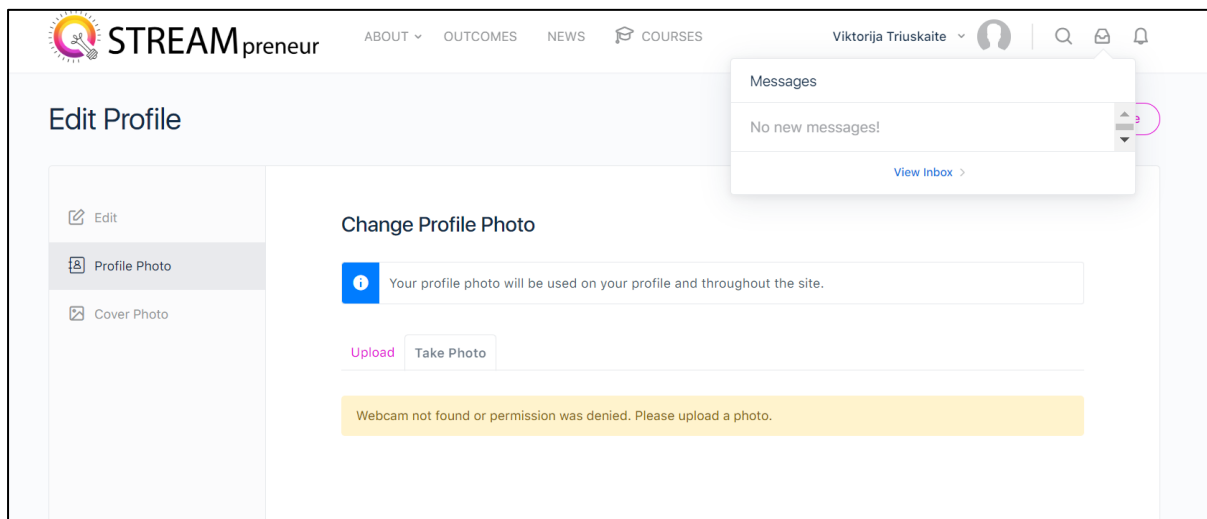 STREAMpreneur
ABOUT OUTCOMES NEWS COURSES
Viktorija Triuskaite
Messages
No new messages!
View Inbox >
Edit Profile
e
Edit
Profile Photo
Cover Photo
Change Profile Photo
Your profile photo will be used on your profile and throughout the site.
Upload Take Photo
Webcam not found or permission was denied. Please upload a photo.